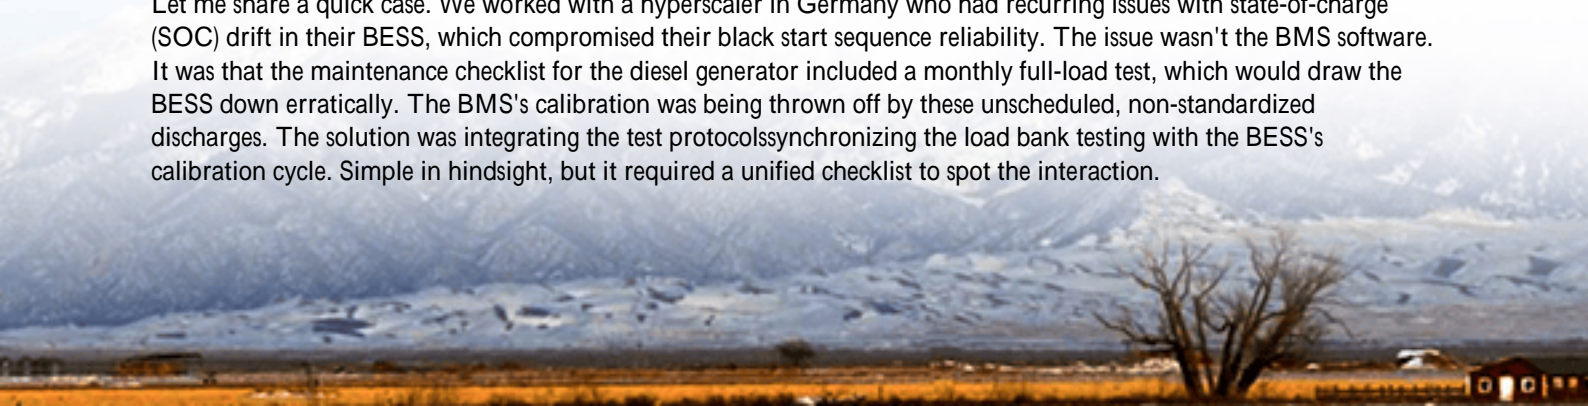 Let me share a quick case. We worked with a hyperscaler in Germany who had recurring issues with state-of-charge
(SOC) drift in their BESS, which compromised their black start sequence reliability. The issue wasn't the BMS software.
It was that the maintenance checklist for the diesel generator included a monthly full-load test, which would draw the
BESS down erratically. The BMS's calibration was being thrown off by these unscheduled, non-standardized
discharges. The solution was integrating the test protocolssynchronizing the load bank testing with the BESS's
calibration cycle. Simple in hindsight, but it required a unified checklist to spot the interaction.